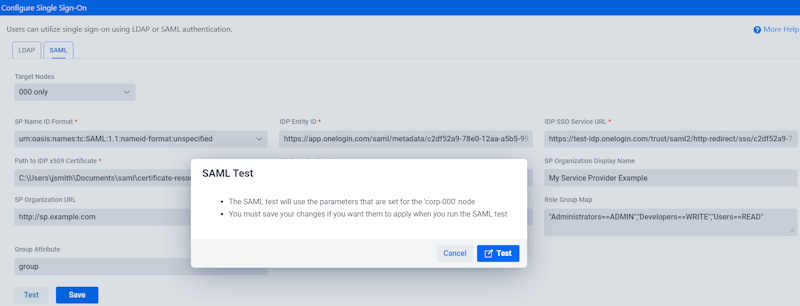 Configure Single Sign-On
Users can utilize single sign-on using LDAP or SAML authentication.
More Help
LDAP
SAML
Target Nodes
000 only
SP Name ID Format *
IDP Entity ID *
IDP SSO Service URL *
urn:oasis:names:tc:SAML:1.1:nameid-format:unspecified
https://app.onelogin.com/saml/metadata/c2df52a9-78e0-12aa-a5b5-99
https://test-idp.onelogin.com/trust/saml2/http-redirect/sso/c2df52a9-7
Path to IDP x509 Certificate *
SP Organization Display Name
C:\Users\jsmith\Documents\saml\certificate-resou
My Service Provider Example
SP Organization URL
Role Group Map
http://sp.example.com
"Administrators==ADMIN","Developers==WRITE","Users==READ"
Group Attribute
group
Test
Save
SAML Test
The SAML test will use the parameters that are set for the 'corp-000' node
You must save your changes if you want them to apply when you run the SAML test
Cancel
Test